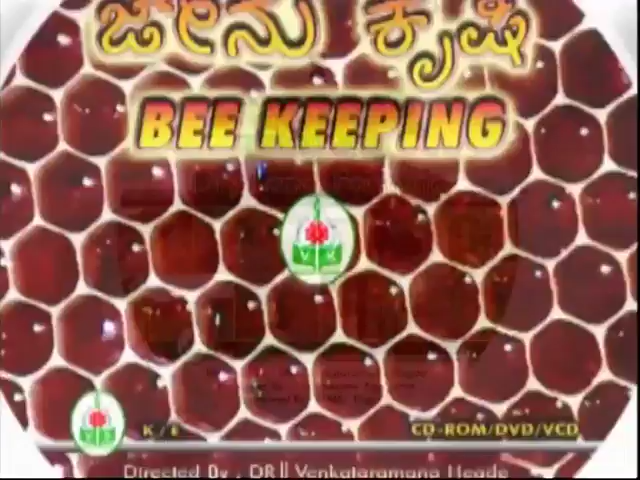 ಜೇನು ಕೃಷಿ
BEE KEEPING
V K
V K
K / E
CD-ROM/DVD/VCD
Directed By . DR|| Venkataramana Hegde